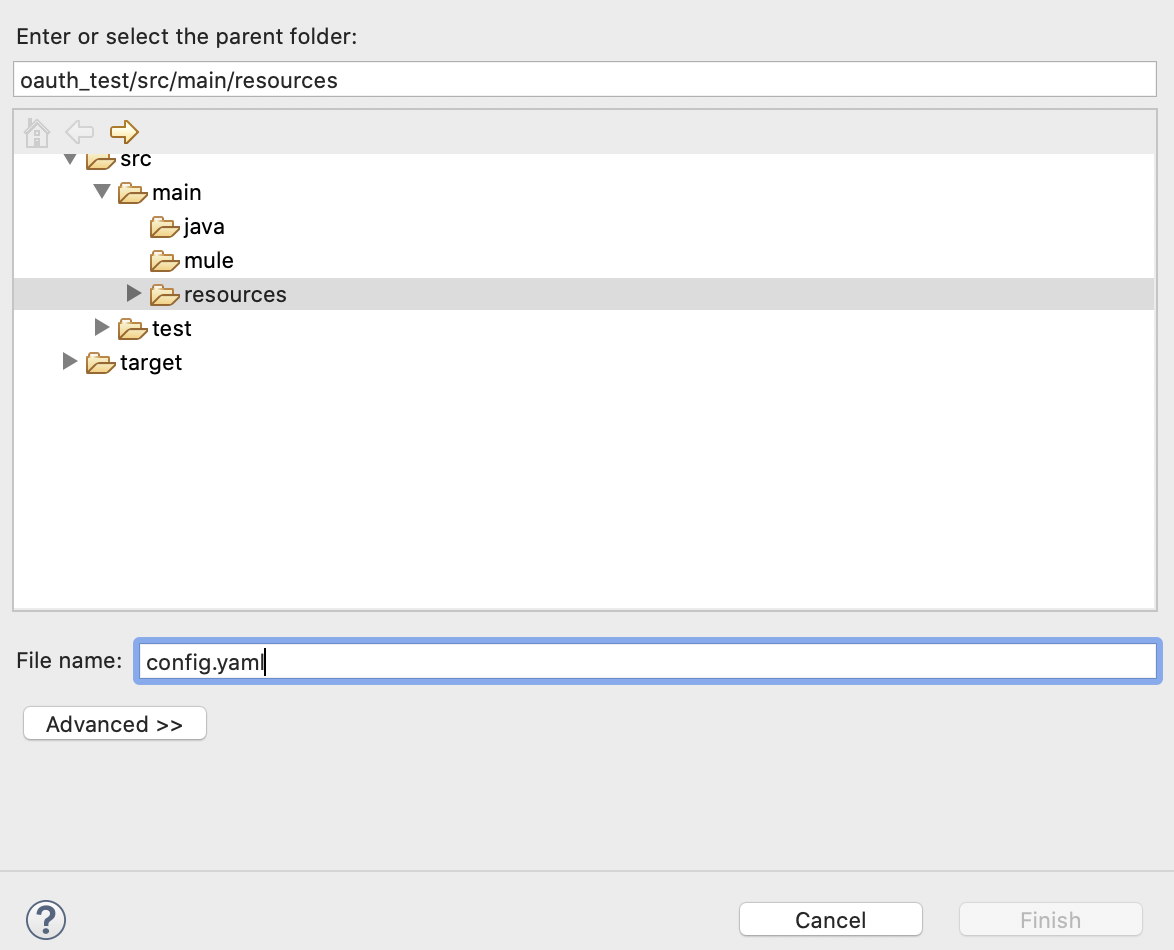 Enter or select the parent folder:
oauth_test/src/main/resources
src
main
java
mule
resources
test
target
File name: config.yaml
Advanced >>
?
Cancel Finish